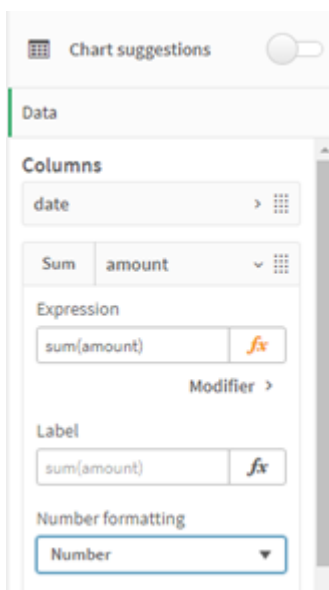 Chart suggestions
Data
Columns
date
Sum amount
Expression
sum(amount) fx
Modifier >
Label
sum(amount) fx
Number formatting
Number